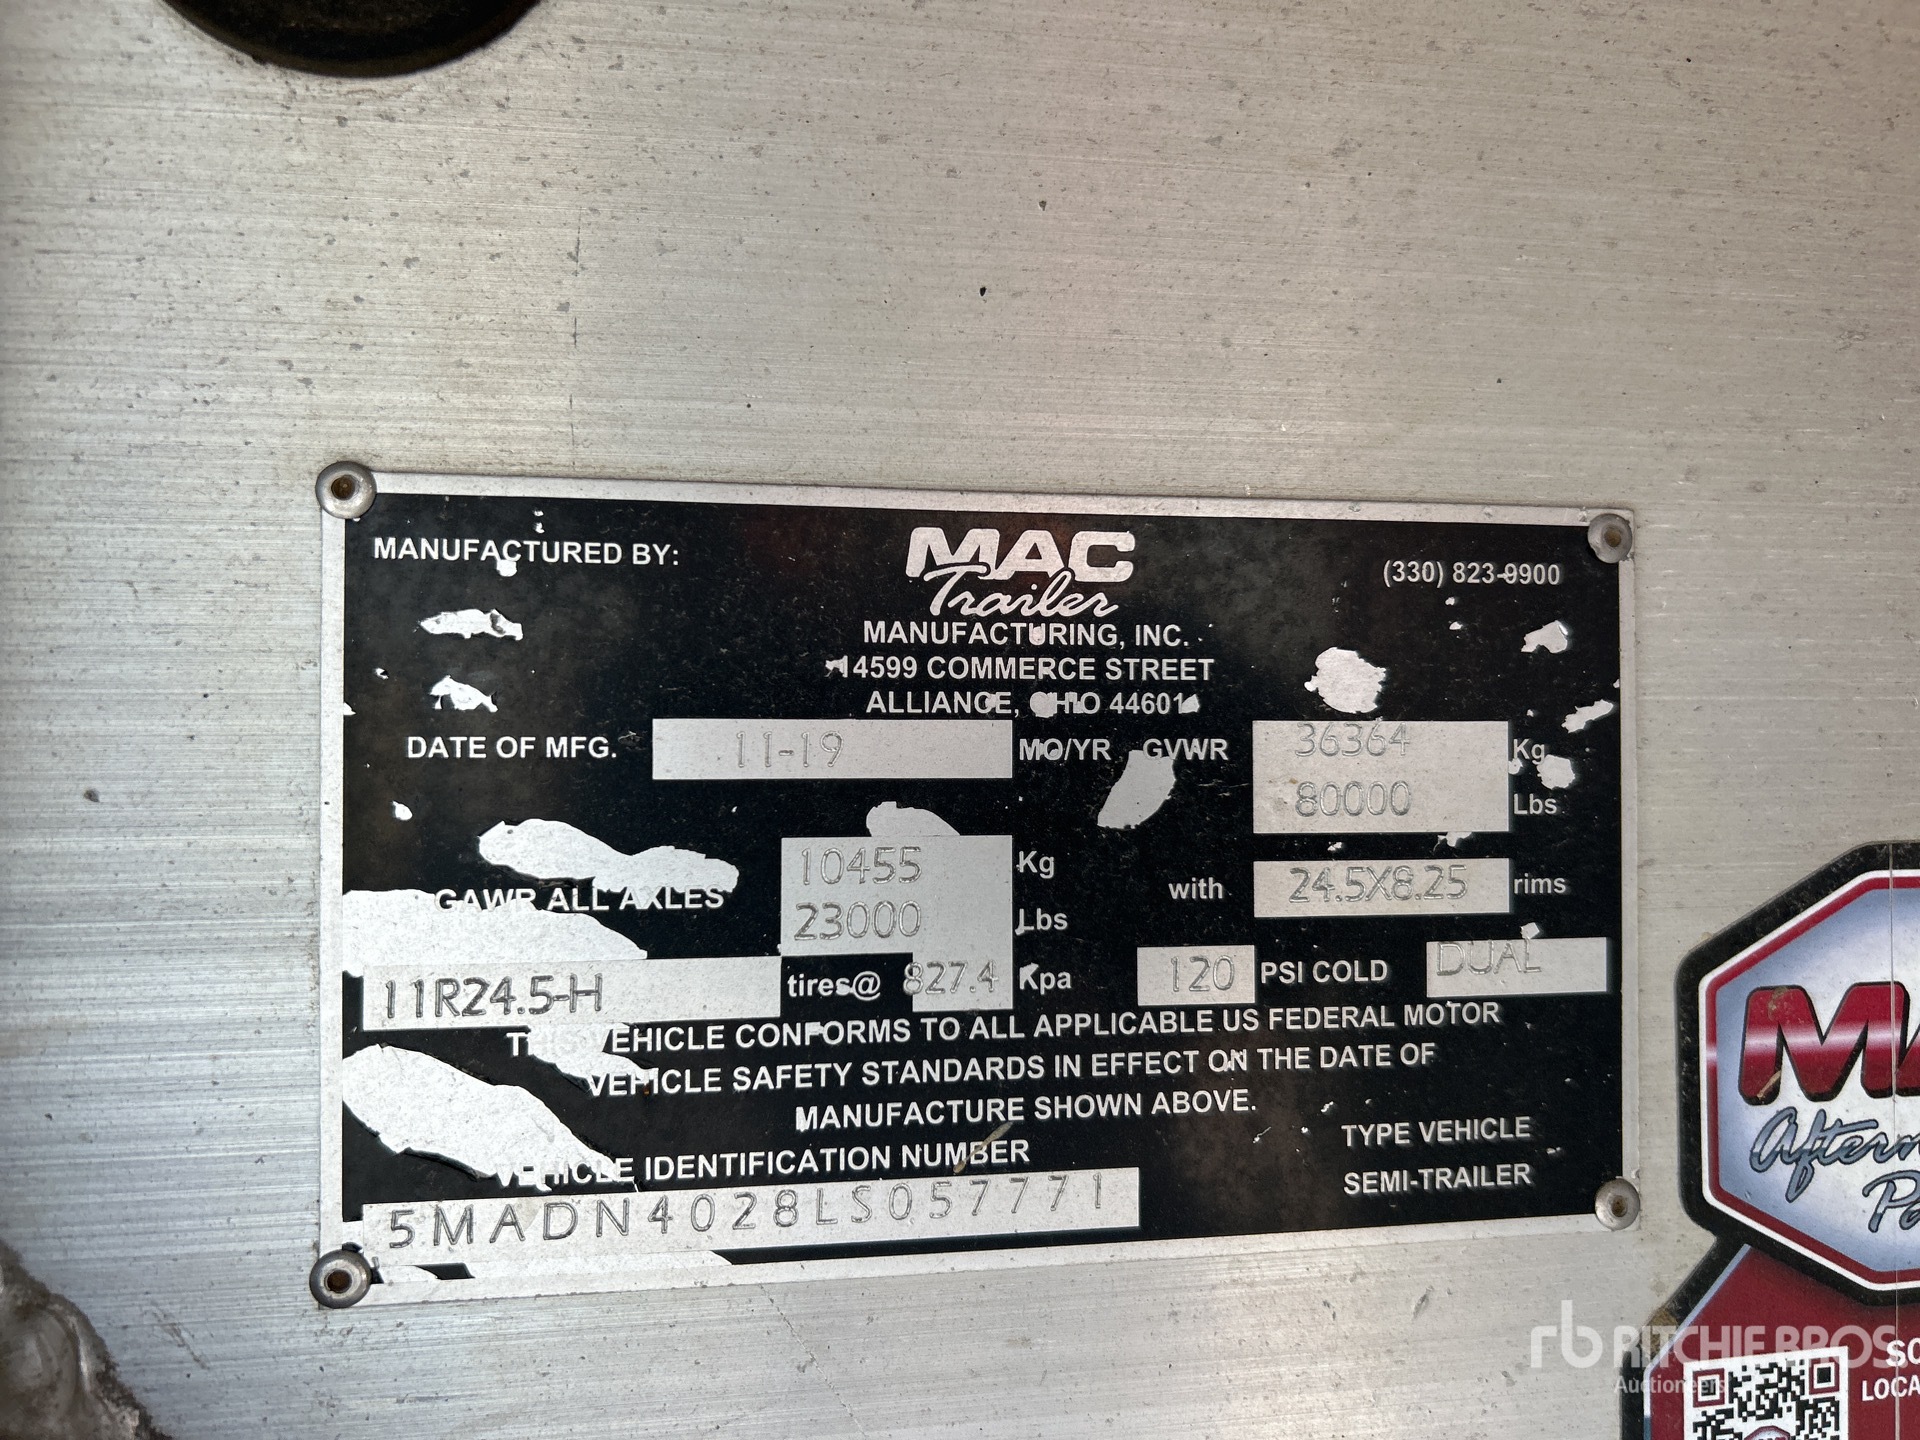 MANUFACTURED BY:
MAC
Trailer
(330) 823-9900
MANUFACTURING, INC.
14599 COMMERCE STREET
ALLIANCE, OHIO 44601
DATE OF MFG. 11-19 MO/YR GVWR 36364 Kg
80000 Lbs
GAWR ALL AXLES 10455 Kg
23000 Lbs
with 24.5X8.25 rims
11R24.5-H tires@ 827.4 Kpa 120 PSI COLD DUAL
THIS VEHICLE CONFORMS TO ALL APPLICABLE US FEDERAL MOTOR
VEHICLE SAFETY STANDARDS IN EFFECT ON THE DATE OF
MANUFACTURE SHOWN ABOVE.
VEHICLE IDENTIFICATION NUMBER
5MADN4028LS057771
TYPE VEHICLE
SEMI-TRAILER
rb RITCHIE BROS
Auctioneers